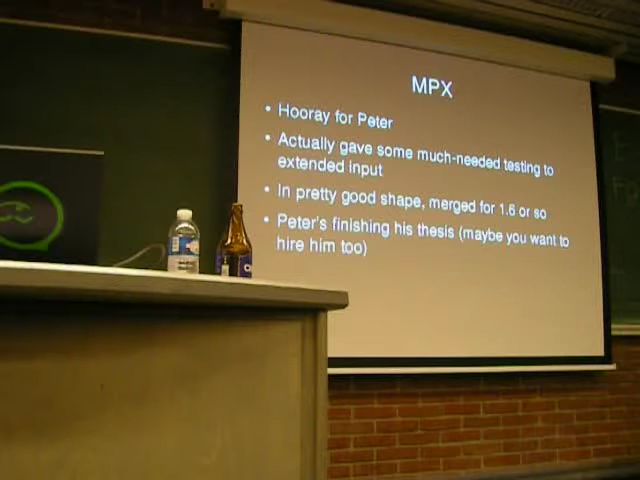 MPX
• Hooray for Peter
• Actually gave some much-needed testing to
extended input
• In pretty good shape, merged for 1.6 or so
• Peter's finishing his thesis (maybe you want to
hire him too)